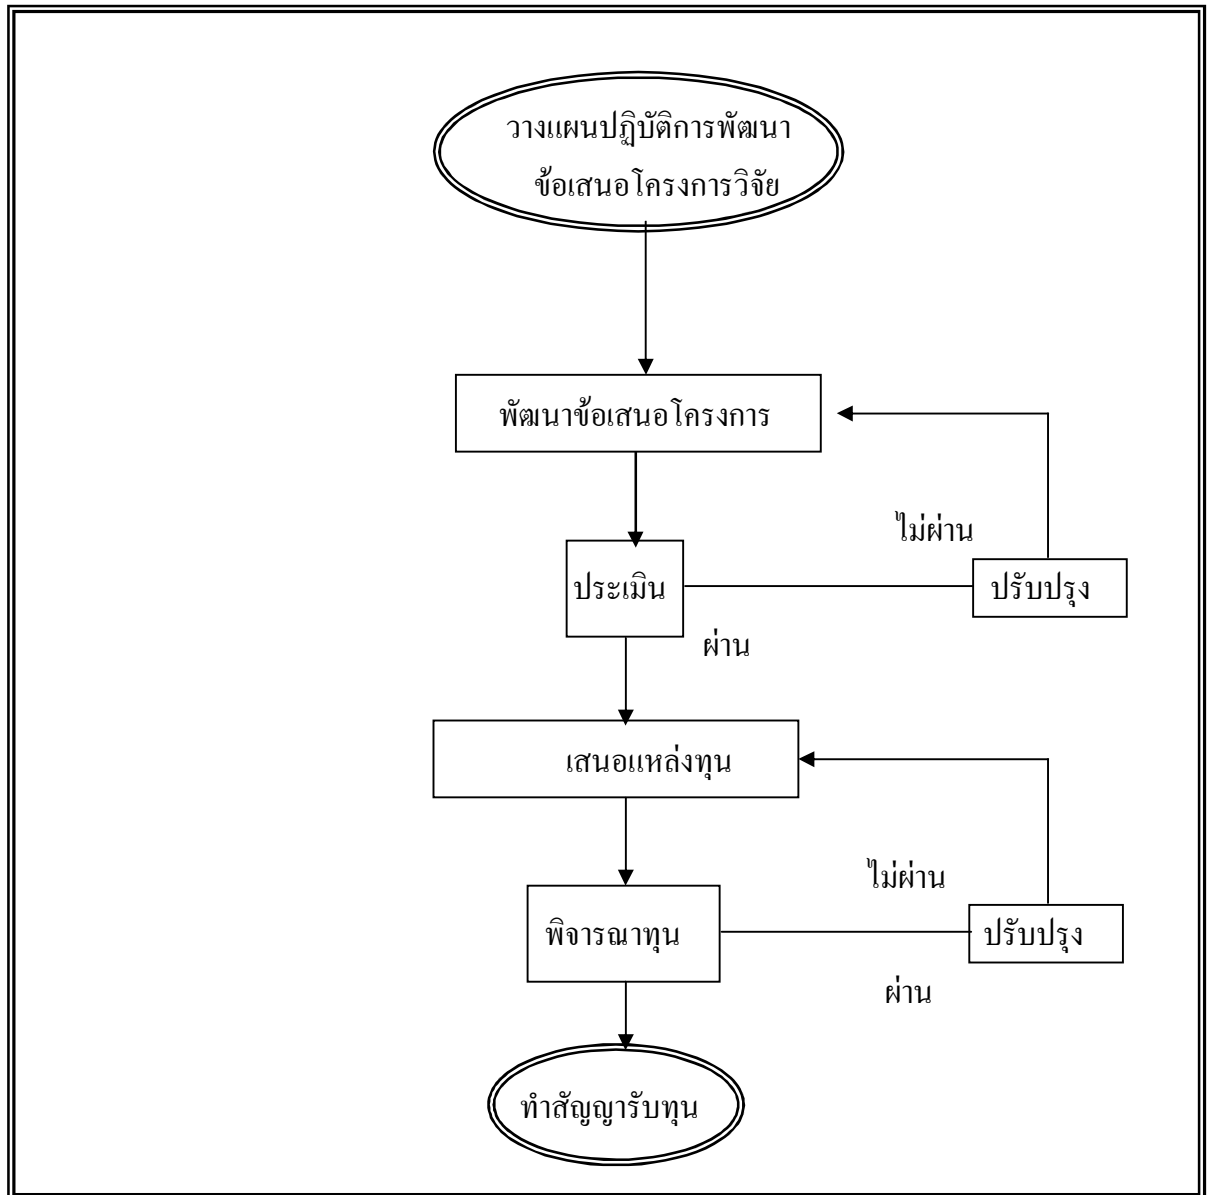 วางแผนปฏิบัติการพัฒนา
ข้อเสนอโครงการวิจัย
พัฒนาข้อเสนอโครงการ
ไม่ผ่าน
ประเมิน
ปรับปรุง
ผ่าน
เสนอแหล่งทุน
ไม่ผ่าน
พิจารณาทุน
ปรับปรุง
ผ่าน
ทำสัญญารับทุน